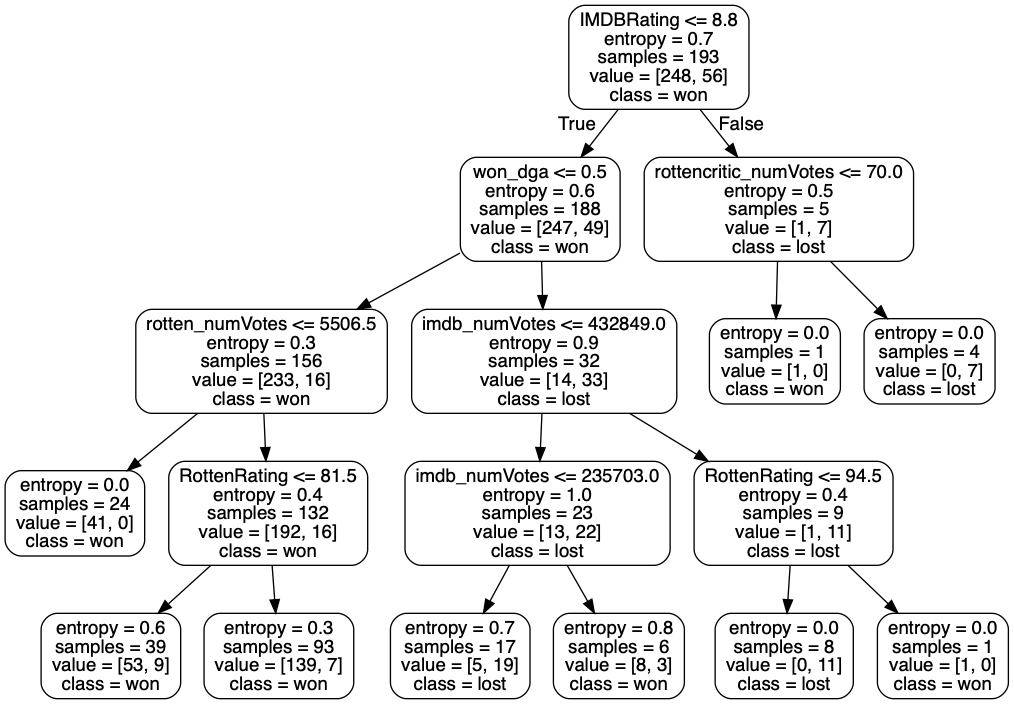 IMDBRating <= 8.8
entropy = 0.7
samples = 193
value = [248, 56]
class = won
True
False
won_dga <= 0.5
entropy = 0.6
samples = 188
value = [247, 49]
class = won
rottencritic_numVotes <= 70.0
entropy = 0.5
samples = 5
value = [1, 7]
class = lost
rotten_numVotes <= 5506.5
entropy = 0.3
samples = 156
value = [233, 16]
class = won
imdb_numVotes <= 432849.0
entropy = 0.9
samples = 32
value = [14, 33]
class = lost
entropy = 0.0
samples = 1
value = [1, 0]
class = won
entropy = 0.0
samples = 4
value = [0, 7]
class = lost
entropy = 0.0
samples = 24
value = [41, 0]
class = won
RottenRating <= 81.5
entropy = 0.4
samples = 132
value = [192, 16]
class = won
imdb_numVotes <= 235703.0
entropy = 1.0
samples = 23
value = [13, 22]
class = lost
RottenRating <= 94.5
entropy = 0.4
samples = 9
value = [1, 11]
class = lost
entropy = 0.6
samples = 39
value = [53, 9]
class = won
entropy = 0.3
samples = 93
value = [139, 7]
class = won
entropy = 0.7
samples = 17
value = [5, 19]
class = lost
entropy = 0.8
samples = 6
value = [8, 3]
class = won
entropy = 0.0
samples = 8
value = [0, 11]
class = lost
entropy = 0.0
samples = 1
value = [1, 0]
class = won